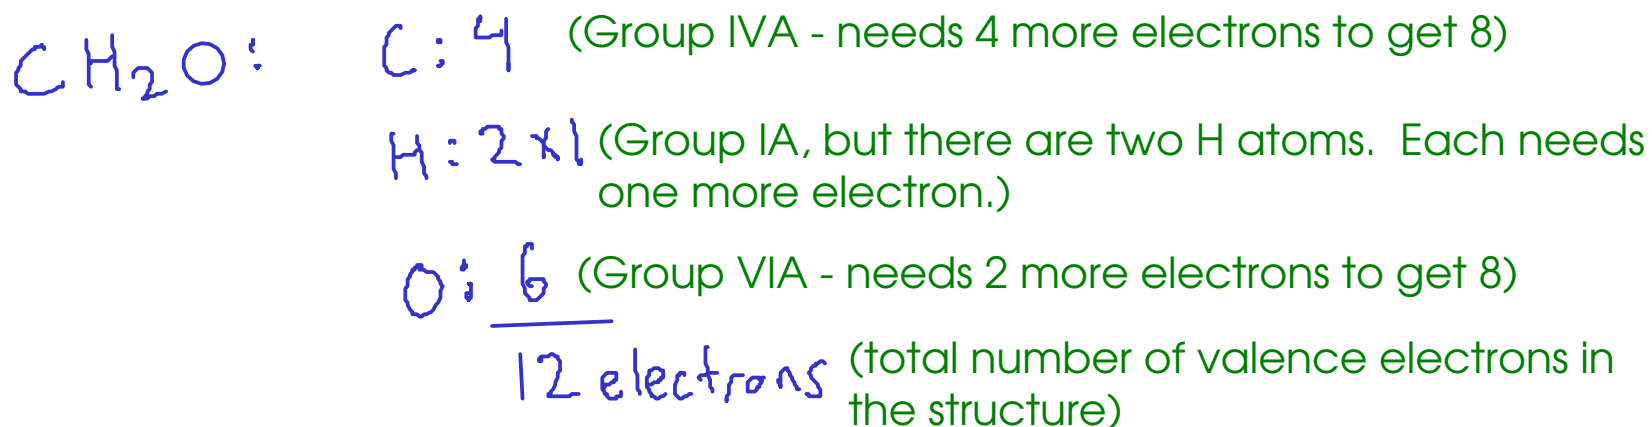 CH₂O: C: 4 (Group IVA - needs 4 more electrons to get 8)
H: 2x1 (Group IA, but there are two H atoms. Each needs
one more electron.)
O: 6 (Group VIA - needs 2 more electrons to get 8)
12 electrons (total number of valence electrons in
the structure)